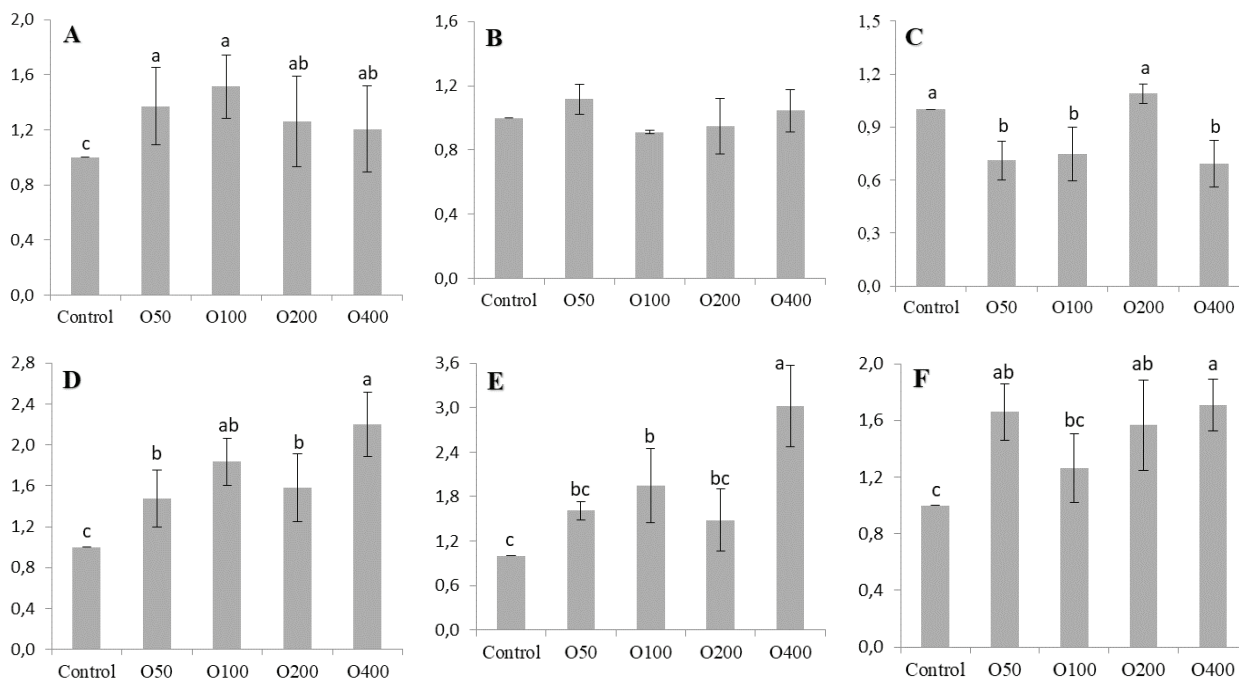 A
2,0
1,6
1,2
0,8
0,4
0,0
c
a
a
ab
ab
Control O50 O100 O200 O400
B
1,6
1,2
0,8
0,4
0,0
Control O50 O100 O200 O400
C
1,5
1,2
0,9
0,6
0,3
0,0
a
b
b
a
b
Control O50 O100 O200 O400
D
2,8
2,4
2,0
1,6
1,2
0,8
0,4
0,0
c
b
ab
b
a
Control O50 O100 O200 O400
E
3,6
3,0
2,4
1,8
1,2
0,6
0,0
c
bc
b
bc
a
Control O50 O100 O200 O400
F
2,0
1,6
1,2
0,8
0,4
0,0
c
ab
bc
ab
a
Control O50 O100 O200 O400